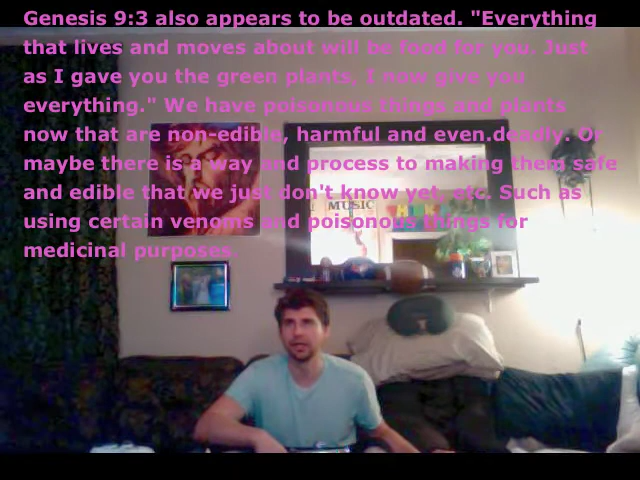 Genesis 9:3 also appears to be outdated. "Everything
that lives and moves about will be food for you. Just
as I gave you the green plants, I now give you
everything." We have poisonous things and plants
now that are non-edible, harmful and even.deadly. Or
maybe there is a way and process to making them safe
and edible that we just don't know yet, etc. Such as
using certain venoms and poisonous things for
medicinal purposes.
MUSIC